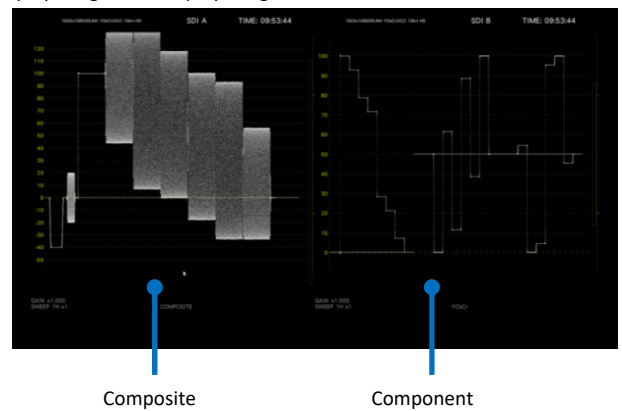 SDI A TIME: 09:53:44
SDI B TIME: 09:53:44
120
110
100
90
80
70
60
50
40
30
20
10
0
-10
-20
-30
-40
-50
100
90
80
70
60
50
40
30
20
10
0
GAIN x1.000
SWEEP 1H x1
COMPOSITE
GAIN x1.000
SWEEP 1H x1
YCbCr
Composite
Component